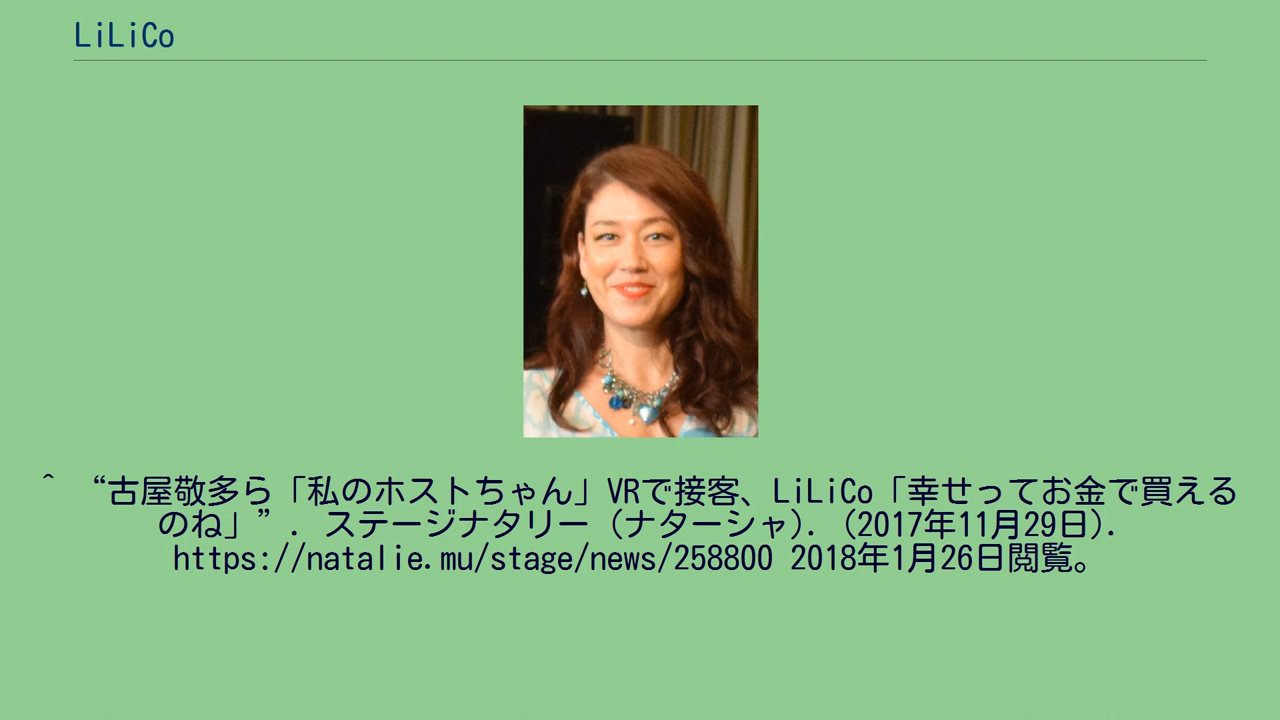 LiLiCo
^ “古屋敬多ら「私のホストちゃん」VRで接客、LiLiCo「幸せってお金で買える
のね」”. ステージナタリー (ナターシャ). (2017年11月29日).
https://natalie.mu/stage/news/258800 2018年1月26日閲覧。